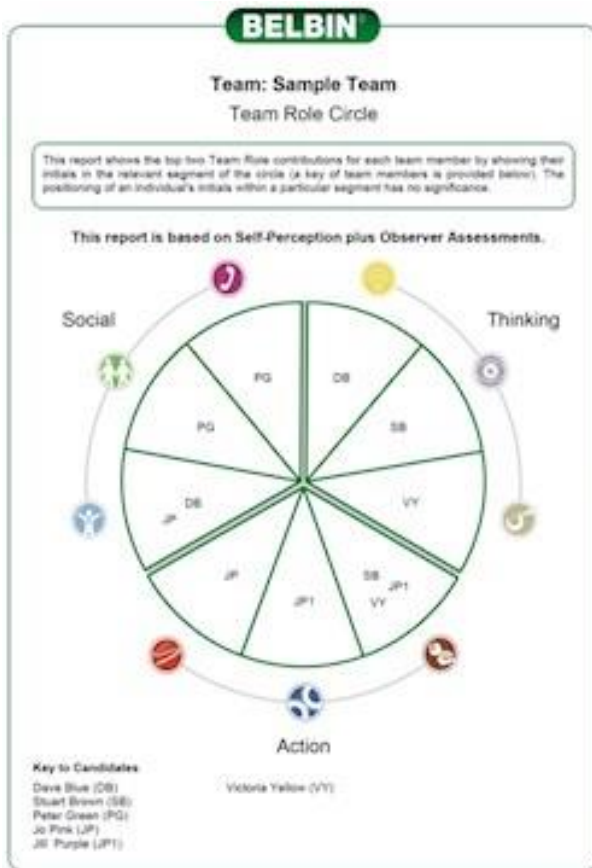 BELBIN®
Team: Sample Team
Team Role Circle
This report shows the top two Team Role contributions for each team member by showing their
initials in the relevant segment of the circle (a key of team members is provided below). The
positioning of an individual's initials within a particular segment has no significance.
This report is based on Self-Perception plus Observer Assessments.
Social
Thinking
PG
DB
PG
SB
DB
JP
VY
JP
JP1
SB
JP1
VY
Action
Key to Candidates
Dave Blue (DB)
Victoria Yellow (VY)
Stuart Brown (SB)
Peter Green (PG)
Jo Pink (JP)
Jill Purple (JP1)